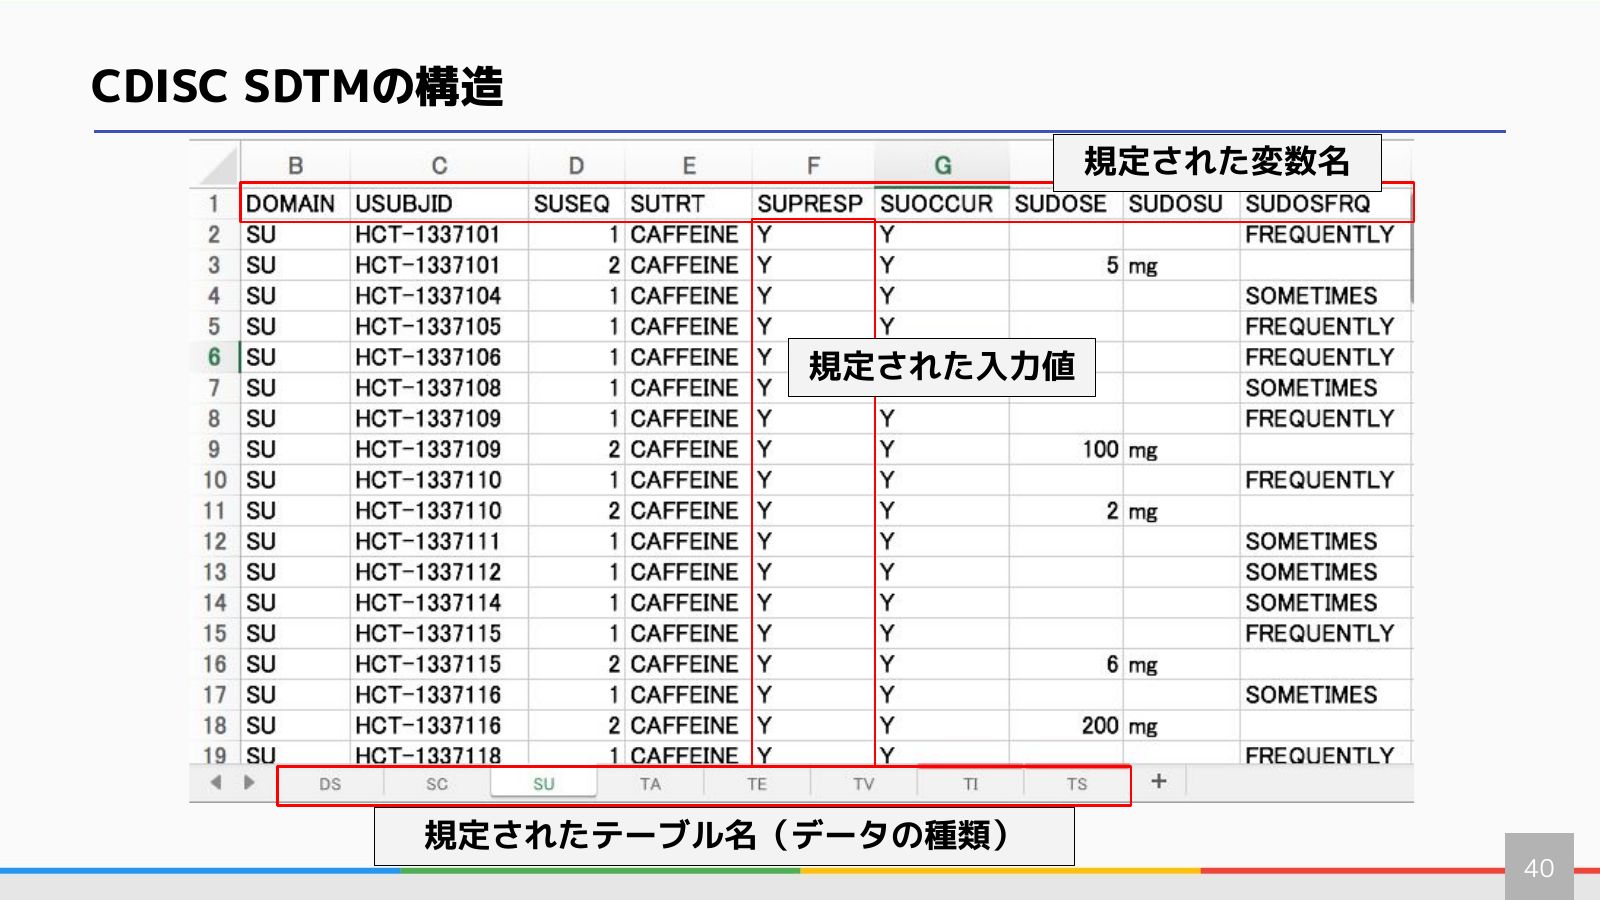 CDISC SDTMの構造
規定された変数名
B C D E F G
1 DOMAIN USUBJID SUSEQ SUTRT SUPRESP SUOCCUR SUDOSE SUDOSU SUDOSFRQ
2 SU HCT-1337101 1 CAFFEINE Y Y FREQUENTLY
3 SU HCT-1337101 2 CAFFEINE Y Y 5 mg
4 SU HCT-1337104 1 CAFFEINE Y Y SOMETIMES
5 SU HCT-1337105 1 CAFFEINE Y Y FREQUENTLY
6 SU HCT-1337106 1 CAFFEINE Y FREQUENTLY
規定された入力値
7 SU HCT-1337108 1 CAFFEINE Y SOMETIMES
8 SU HCT-1337109 1 CAFFEINE Y Y FREQUENTLY
9 SU HCT-1337109 2 CAFFEINE Y Y 100 mg
10 SU HCT-1337110 1 CAFFEINE Y Y FREQUENTLY
11 SU HCT-1337110 2 CAFFEINE Y Y 2 mg
12 SU HCT-1337111 1 CAFFEINE Y Y SOMETIMES
13 SU HCT-1337112 1 CAFFEINE Y Y SOMETIMES
14 SU HCT-1337114 1 CAFFEINE Y Y SOMETIMES
15 SU HCT-1337115 1 CAFFEINE Y Y FREQUENTLY
16 SU HCT-1337115 2 CAFFEINE Y Y 6 mg
17 SU HCT-1337116 1 CAFFEINE Y Y SOMETIMES
18 SU HCT-1337116 2 CAFFEINE Y Y 200 mg
19 SU HCT-1337118 1 CAFFEINE Y Y FREQUENTLY
DS SC SU TA TE TV TI TS +
規定されたテーブル名（データの種類）
40